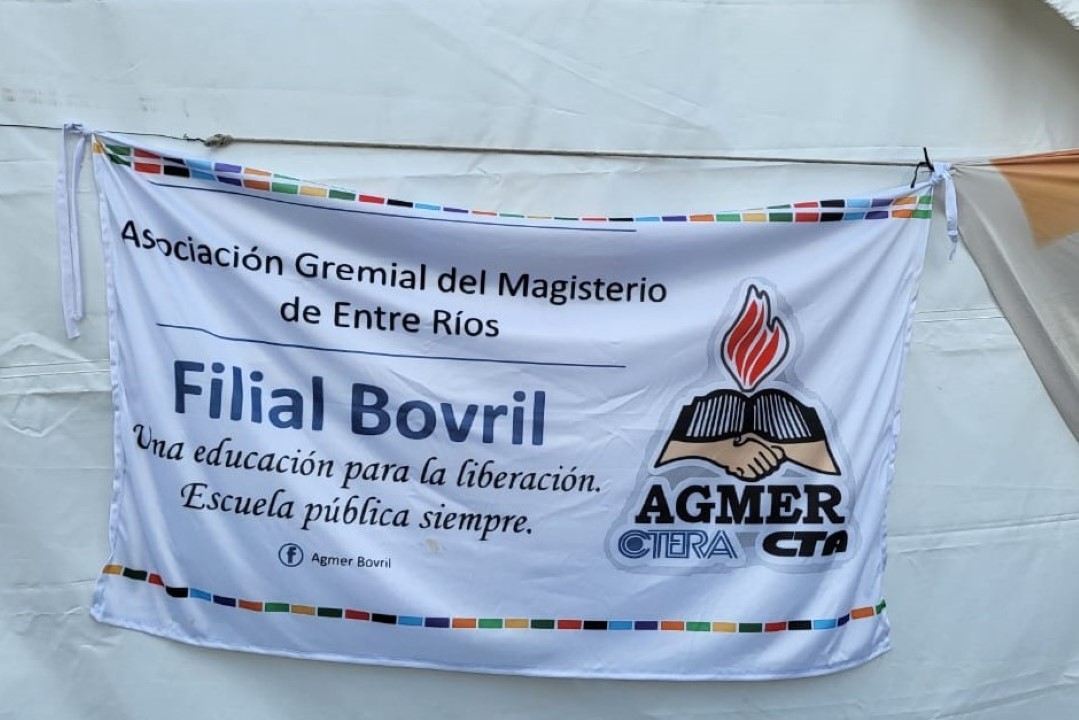 Asociación Gremial del Magisterio
de Entre Ríos
Filial Bovril
Una educación para la liberación.
Escuela pública siempre.
f Agmer Bovril
AGMER
CTERA CTA